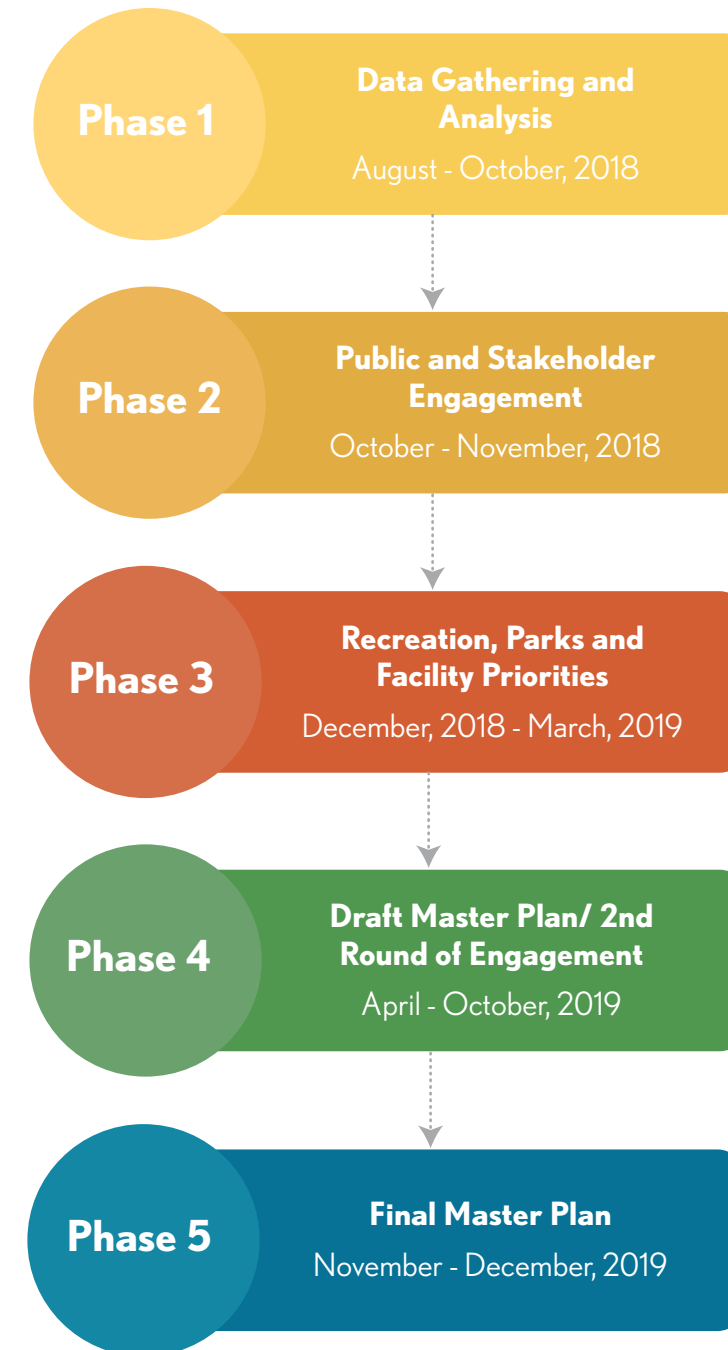 Phase 1
Data Gathering and
Analysis
August - October, 2018
Phase 2
Public and Stakeholder
Engagement
October - November, 2018
Phase 3
Recreation, Parks and
Facility Priorities
December, 2018 - March, 2019
Phase 4
Draft Master Plan/ 2nd
Round of Engagement
April - October, 2019
Phase 5
Final Master Plan
November - December, 2019